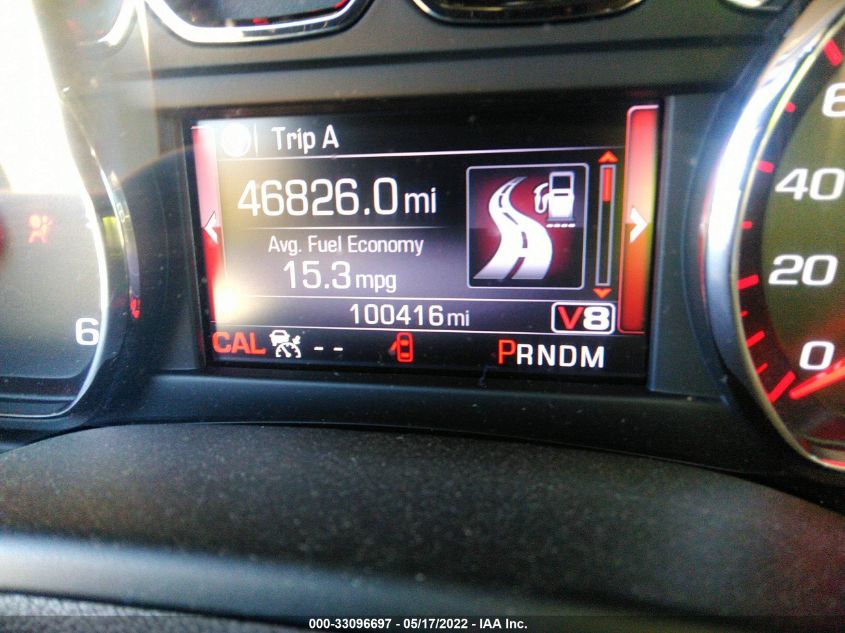 Trip A
46826.0 mi
Avg. Fuel Economy
15.3 mpg
100416 mi
V8
CAL -- PRNDM
6
40
20
0
000-33096697 - 05/17/2022 - IAA Inc.